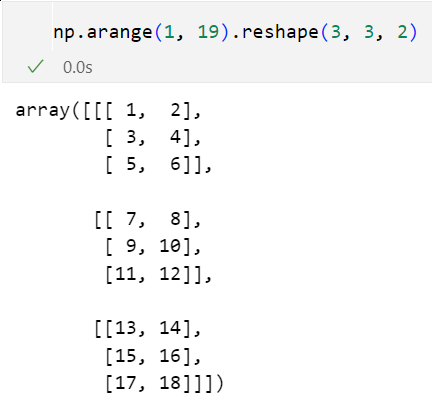 np.arange(1, 19).reshape(3, 3, 2)
✓ 0.0s
array([[[ 1,  2],
        [ 3,  4],
        [ 5,  6]],
       [[ 7,  8],
        [ 9, 10],
        [11, 12]],
       [[13, 14],
        [15, 16],
        [17, 18]]])